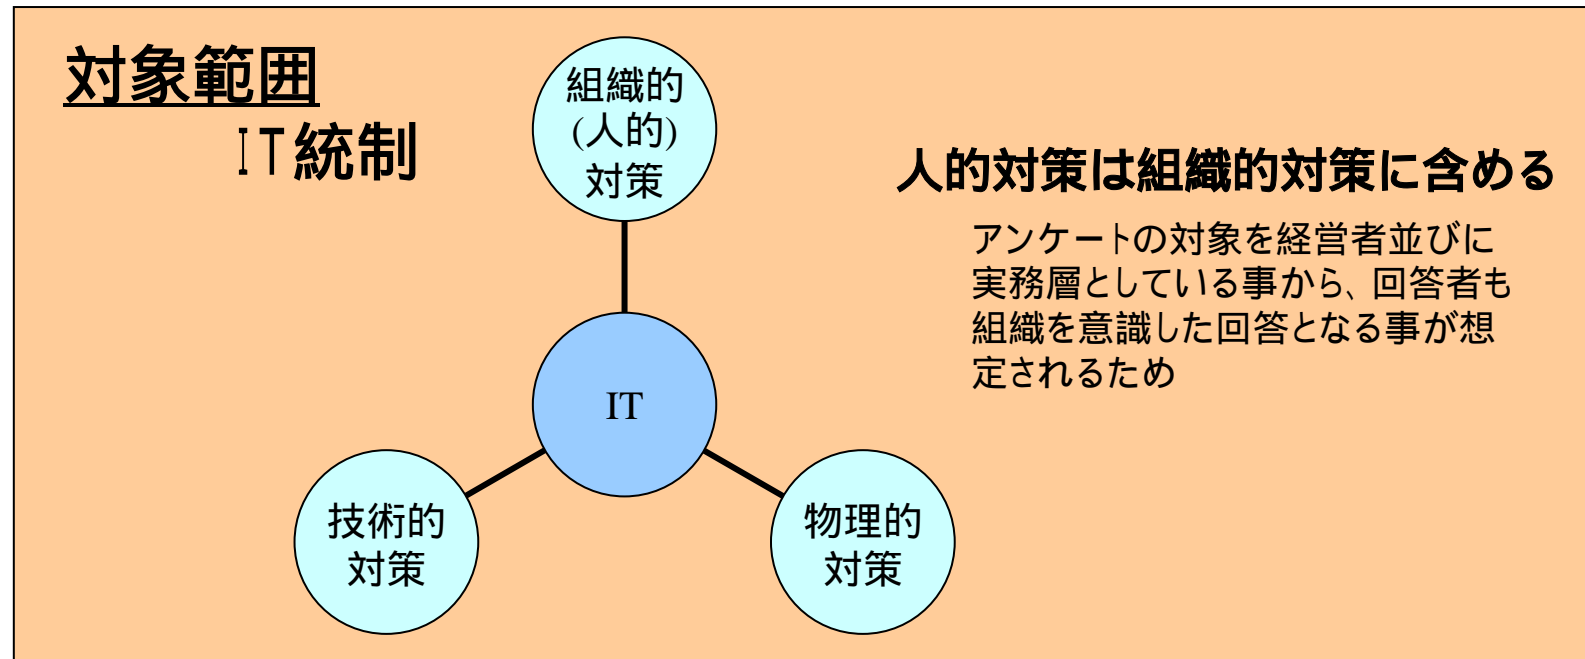 対象範囲
IT統制
組織的
(人的)
対策
人的対策は組織的対策に含める
アンケートの対象を経営者並びに
実務層としている事から、回答者も
組織を意識した回答となる事が想
定されるため
IT
技術的
対策
物理的
対策